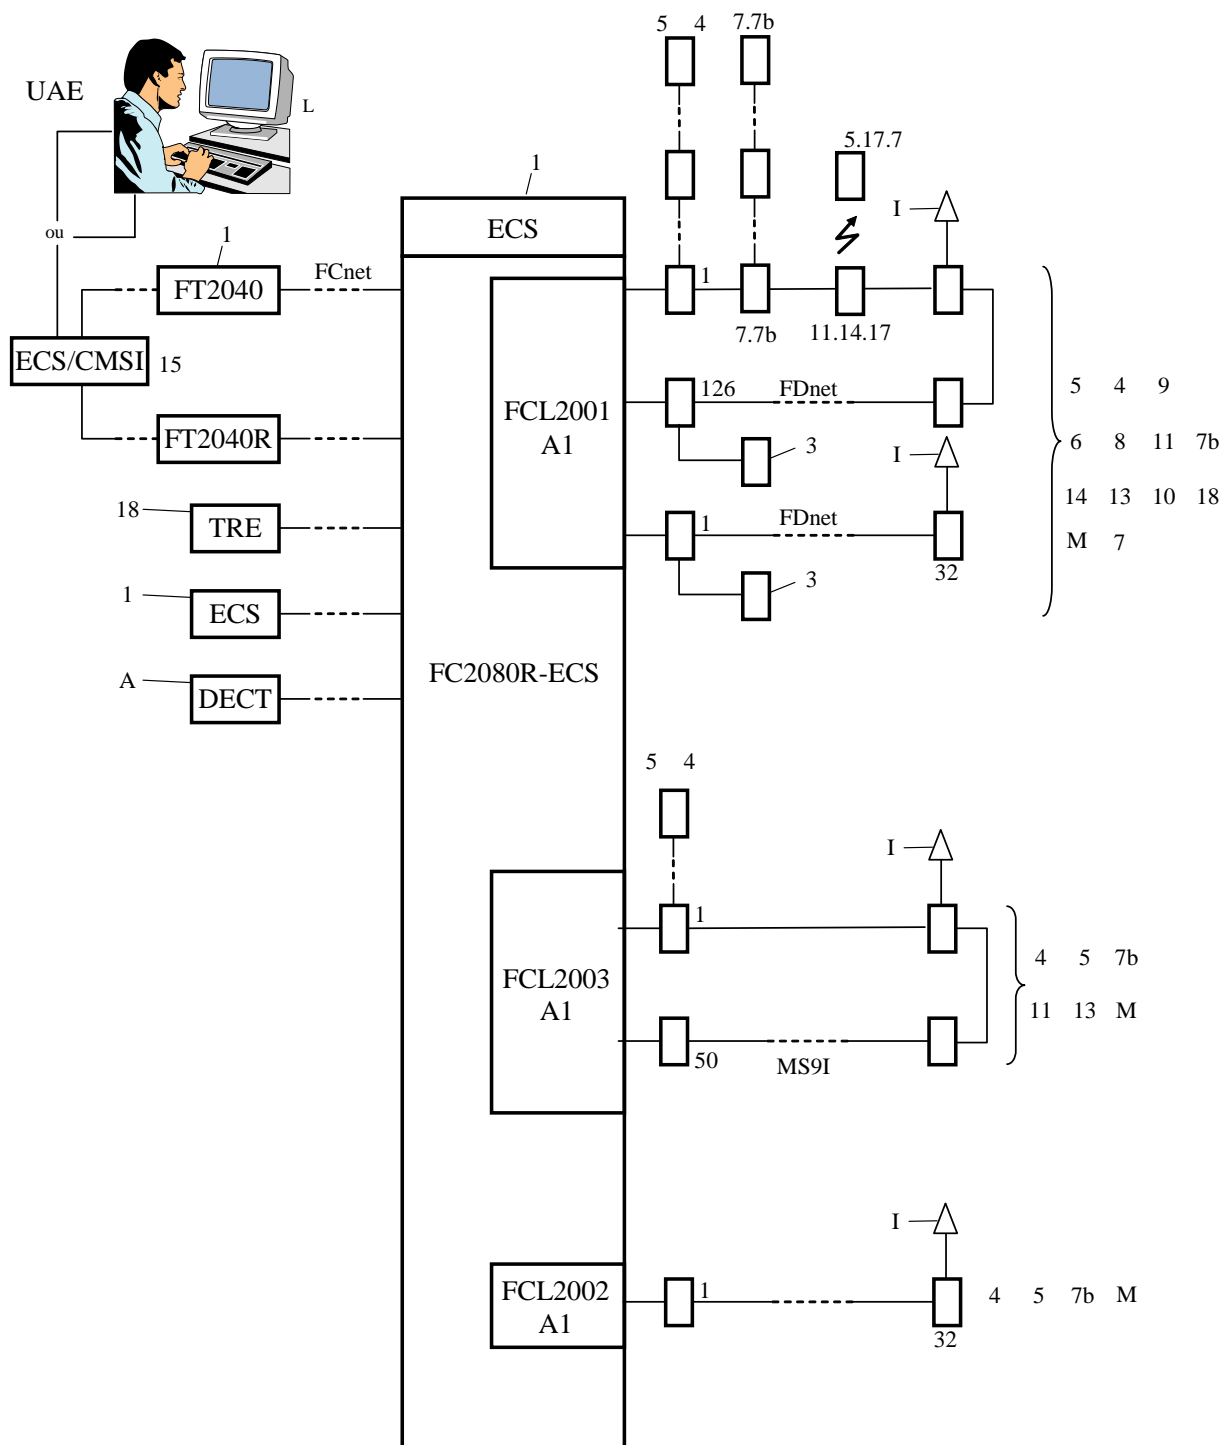 5 4 7.7b
UAE
L
5.17.7
1
I
ou
ECS
1
FCnet
1
FT2040
7.7b
11.14.17
ECS/CMSI 15
5 4 9
126 FDnet
FCL2001
A1
FT2040R
3
I
6 8 11 7b
14 13 10 18
18
TRE
1
FDnet
M 7
32
3
1
ECS
FC2080R-ECS
A
DECT
5 4
I
1
4 5 7b
FCL2003
A1
11 13 M
50
MS9I
I
FCL2002
A1
1
4 5 7b M
32